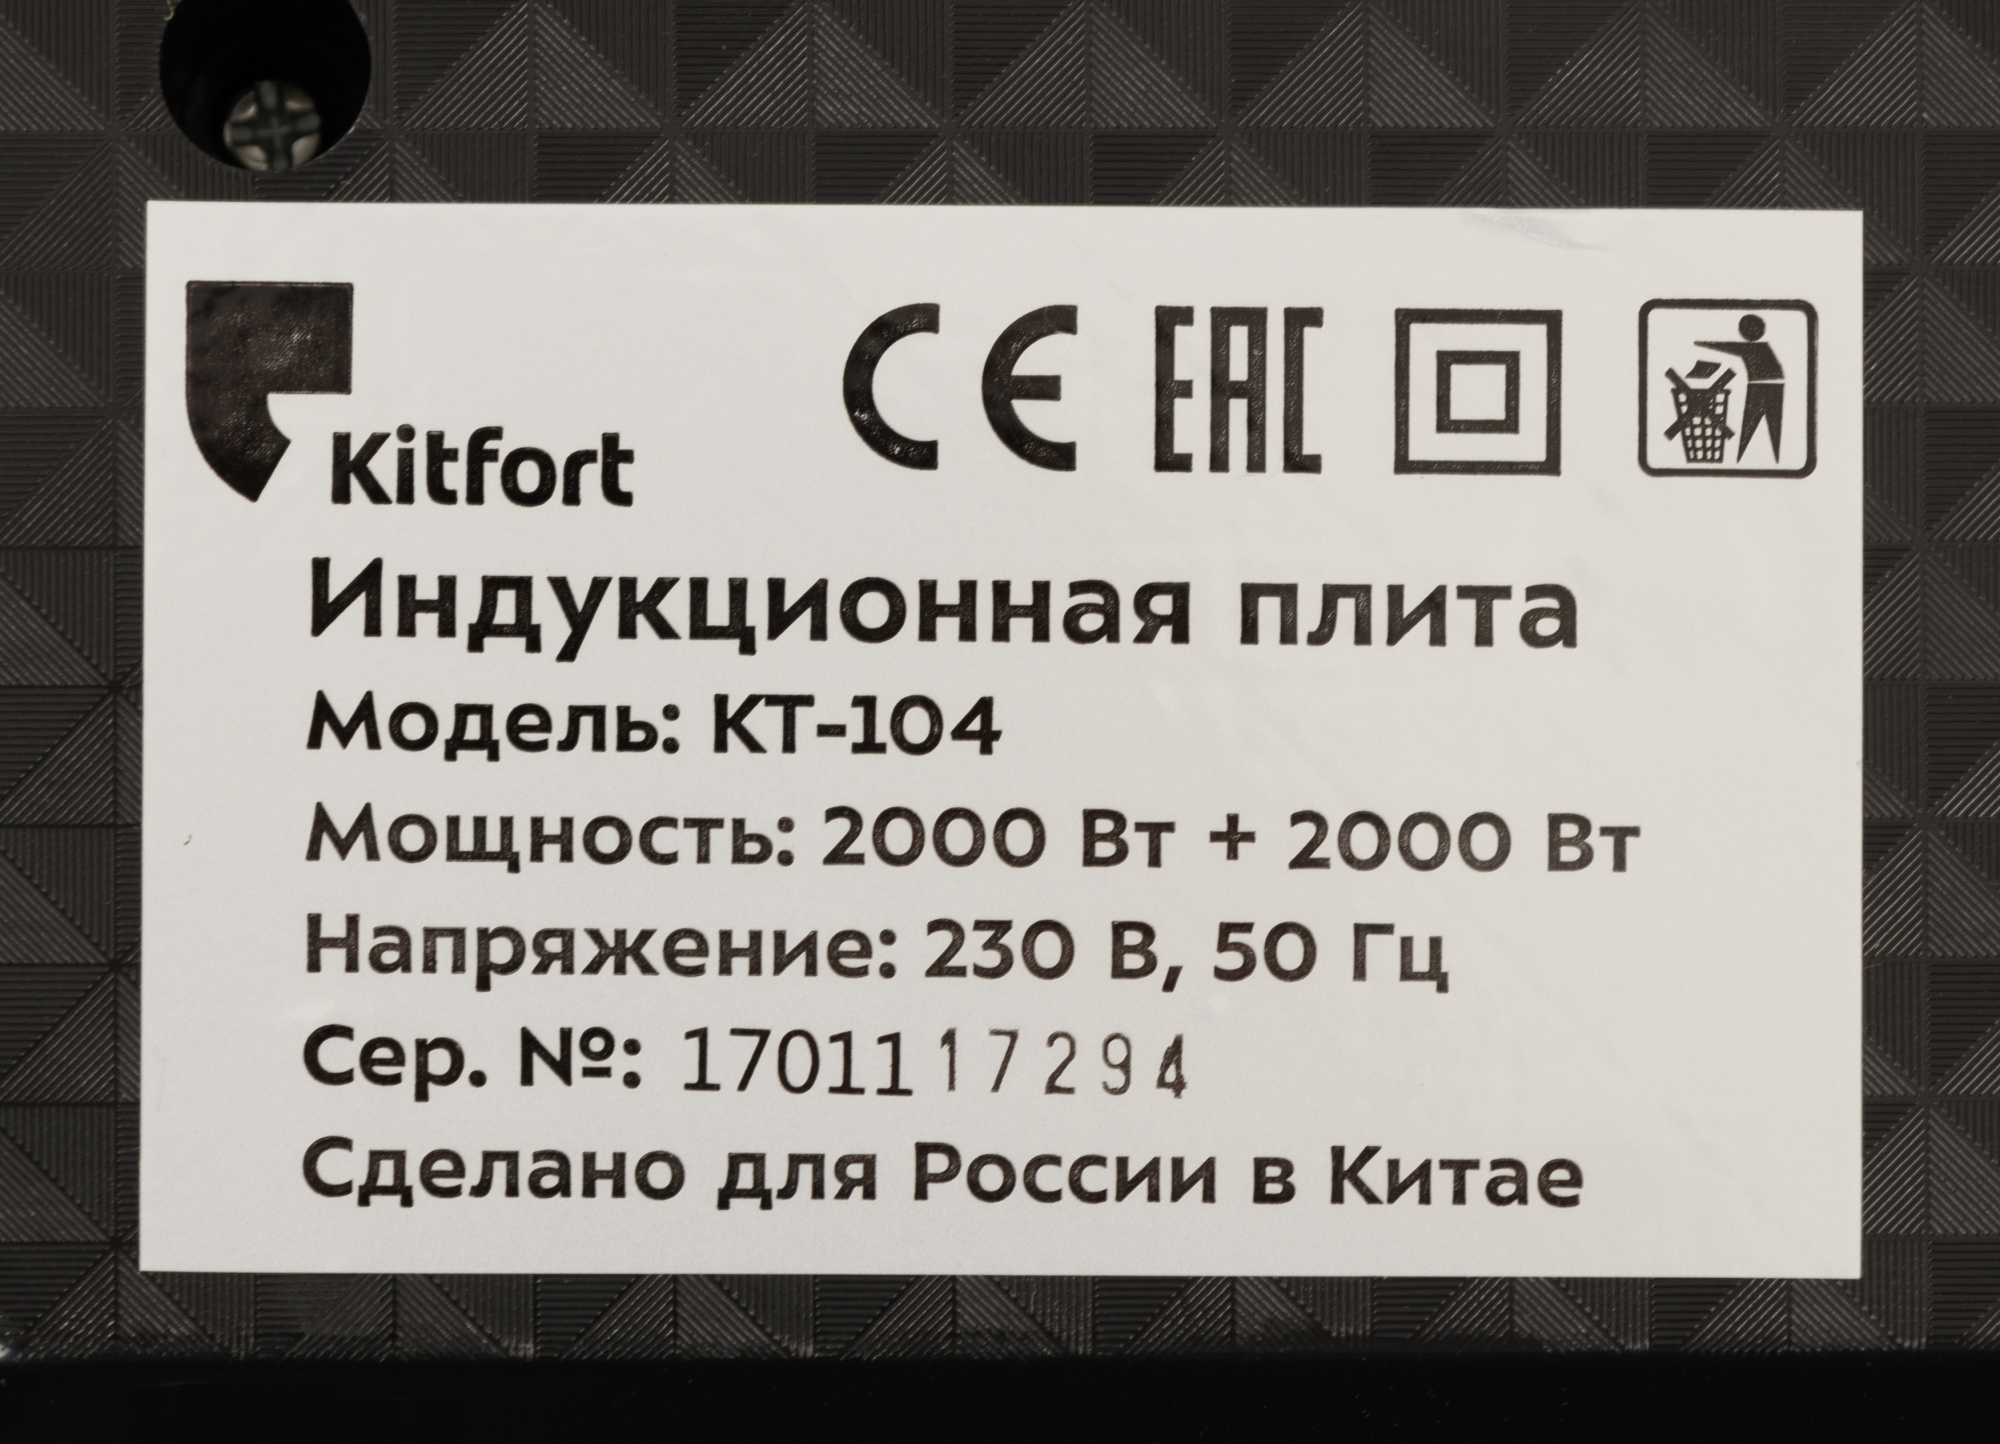 Kitfort CE EAC
Индукционная плита
Модель: КТ-104
Мощность: 2000 Вт + 2000 Вт
Напряжение: 230 В, 50 Гц
Сер. №: 1701117294
Сделано для России в Китае